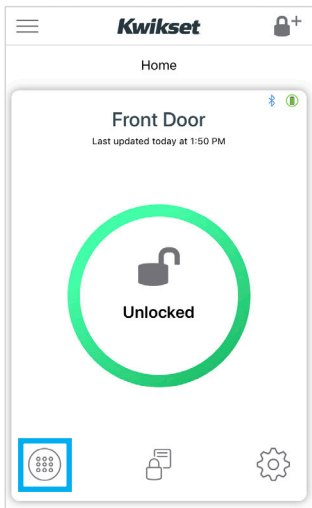 Kwikset
Home
Front Door
Last updated today at 1:50 PM
Unlocked